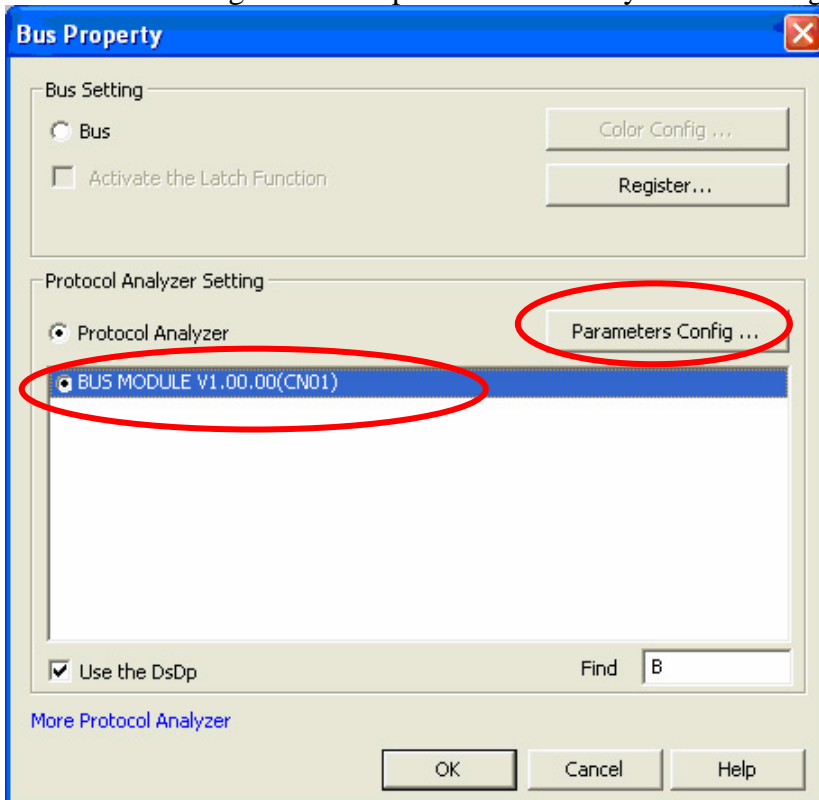 Bus Property
Bus Setting
Bus
Color Config ...
Activate the Latch Function
Register...
Protocol Analyzer Setting
Protocol Analyzer
Parameters Config ...
BUS MODULE V1.00.00(CN01)
Use the DsDp
Find B
More Protocol Analyzer
OK Cancel Help